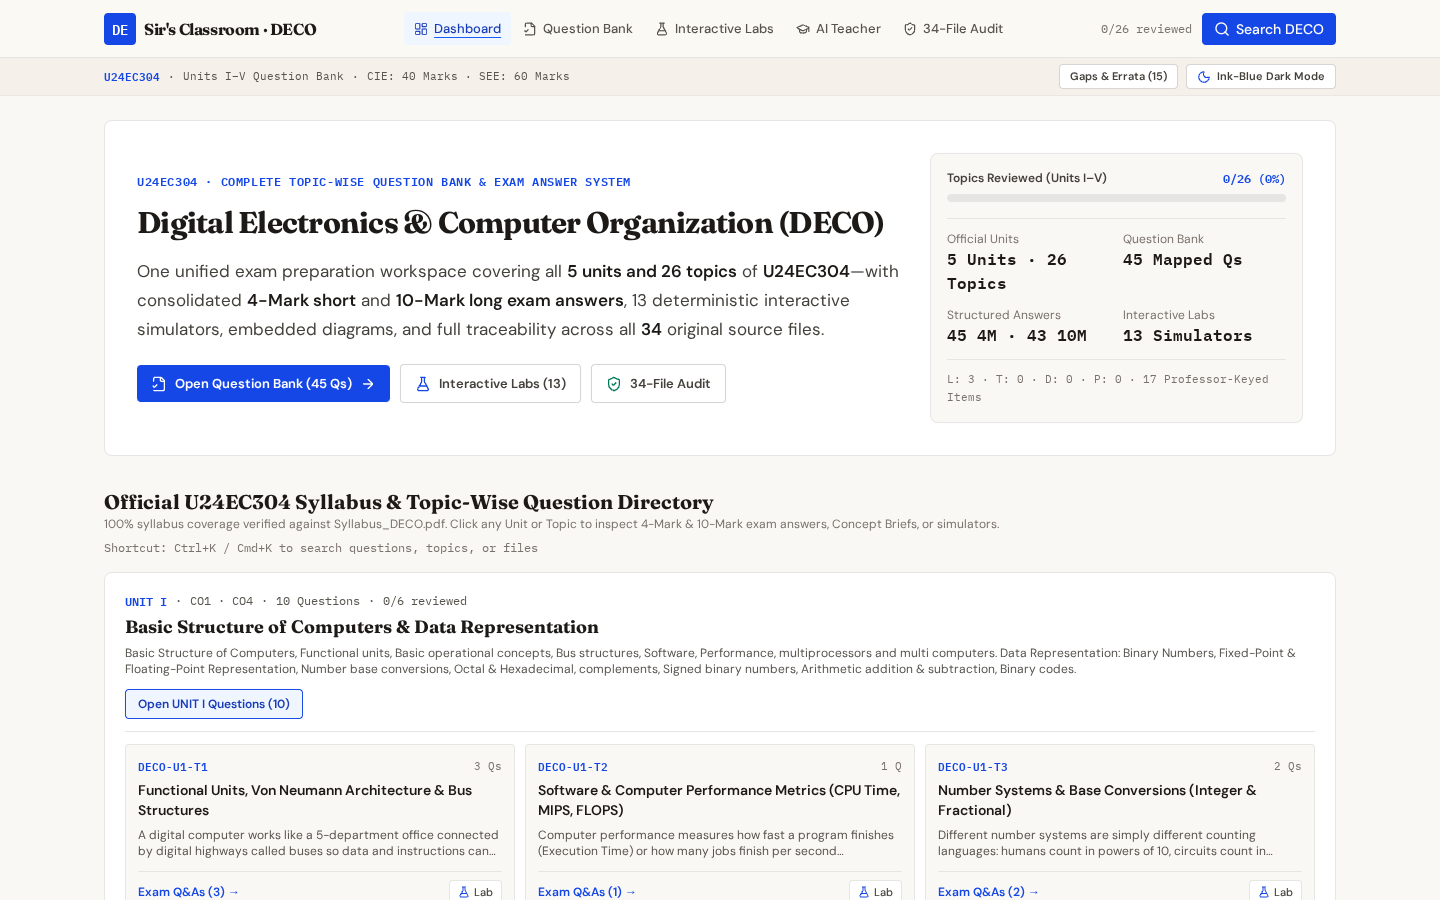 DE Sir's Classroom · DECO Dashboard Question Bank Interactive Labs AI Teacher 34-File Audit 0/26 reviewed Search DECO
U24EC304 · Units I–V Question Bank · CIE: 40 Marks · SEE: 60 Marks Gaps & Errata (15) Ink-Blue Dark Mode
U24EC304 · COMPLETE TOPIC-WISE QUESTION BANK & EXAM ANSWER SYSTEM
Digital Electronics & Computer Organization (DECO)
One unified exam preparation workspace covering all 5 units and 26 topics of U24EC304—with
consolidated 4-Mark short and 10-Mark long exam answers, 13 deterministic interactive
simulators, embedded diagrams, and full traceability across all 34 original source files.
Open Question Bank (45 Qs) → Interactive Labs (13) 34-File Audit
Topics Reviewed (Units I–V) 0/26 (0%)
Official Units
5 Units · 26
Topics
Question Bank
45 Mapped Qs
Structured Answers
45 4M · 43 10M
Interactive Labs
13 Simulators
L: 3 · T: 0 · D: 0 · P: 0 · 17 Professor-Keyed
Items
Official U24EC304 Syllabus & Topic-Wise Question Directory
100% syllabus coverage verified against Syllabus_DECO.pdf. Click any Unit or Topic to inspect 4-Mark & 10-Mark exam answers, Concept Briefs, or simulators.
Shortcut: Ctrl+K / Cmd+K to search questions, topics, or files
UNIT I · CO1 · CO4 · 10 Questions · 0/6 reviewed
Basic Structure of Computers & Data Representation
Basic Structure of Computers, Functional units, Basic operational concepts, Bus structures, Software, Performance, multiprocessors and multi computers. Data Representation: Binary Numbers, Fixed-Point &
Floating-Point Representation, Number base conversions, Octal & Hexadecimal, complements, Signed binary numbers, Arithmetic addition & subtraction, Binary codes.
Open UNIT I Questions (10)
DECO-U1-T1 3 Qs
Functional Units, Von Neumann Architecture & Bus
Structures
A digital computer works like a 5-department office connected
by digital highways called buses so data and instructions can...
Exam Q&As (3) → Lab
DECO-U1-T2 1 Q
Software & Computer Performance Metrics (CPU Time,
MIPS, FLOPS)
Computer performance measures how fast a program finishes
(Execution Time) or how many jobs finish per second...
Exam Q&As (1) → Lab
DECO-U1-T3 2 Qs
Number Systems & Base Conversions (Integer &
Fractional)
Different number systems are simply different counting
languages: humans count in powers of 10, circuits count in...
Exam Q&As (2) → Lab